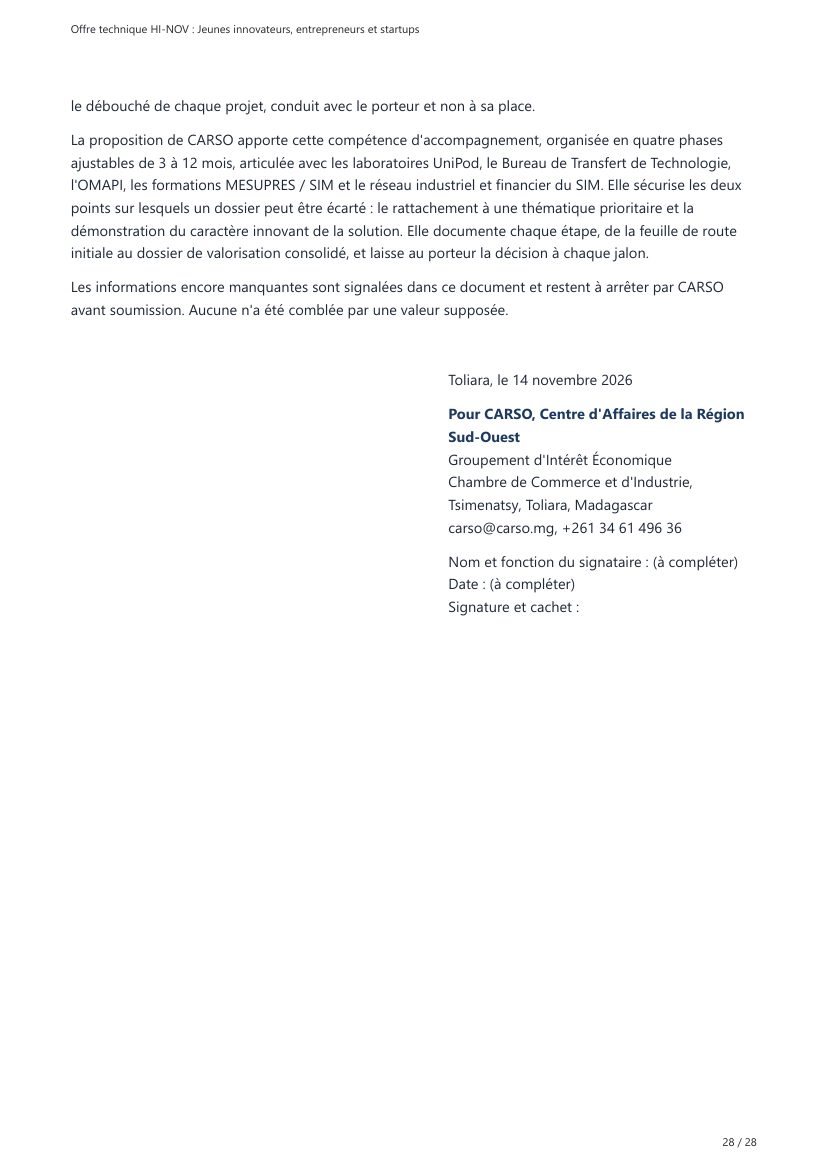 Offre technique HI-NOV : Jeunes innovateurs, entrepreneurs et startups
le débouché de chaque projet, conduit avec le porteur et non à sa place.
La proposition de CARSO apporte cette compétence d'accompagnement, organisée en quatre phases
ajustables de 3 à 12 mois, articulée avec les laboratoires UniPod, le Bureau de Transfert de Technologie,
l'OMAPI, les formations MESUPRES / SIM et le réseau industriel et financier du SIM. Elle sécurise les deux
points sur lesquels un dossier peut être écarté : le rattachement à une thématique prioritaire et la
démonstration du caractère innovant de la solution. Elle documente chaque étape, de la feuille de route
initiale au dossier de valorisation consolidé, et laisse au porteur la décision à chaque jalon.
Les informations encore manquantes sont signalées dans ce document et restent à arrêter par CARSO
avant soumission. Aucune n'a été comblée par une valeur supposée.
Toliara, le 14 novembre 2026
Pour CARSO, Centre d'Affaires de la Région
Sud-Ouest
Groupement d'Intérêt Économique
Chambre de Commerce et d'Industrie,
Tsimenatsy, Toliara, Madagascar
carso@carso.mg, +261 34 61 496 36
Nom et fonction du signataire : (à compléter)
Date : (à compléter)
Signature et cachet :
28 / 28